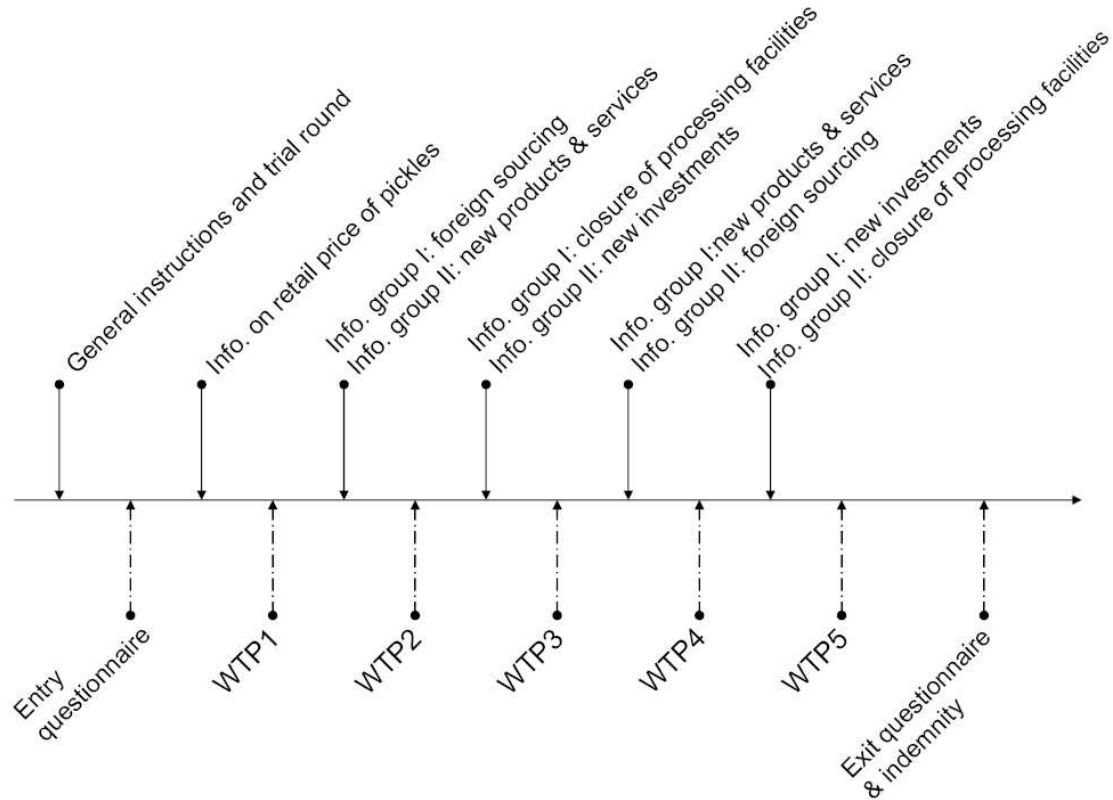 General instructions and trial round
Info. on retail price of pickles
Info. group I: foreign sourcing
Info. group II: new products & services
Info. group I: closure of processing facilities
Info. group II: new investments
Info. group I:new products & services
Info. group II: foreign sourcing
Info. group I: new investments
Info. group II: closure of processing facilities
Entry
questionnaire
WTP1
WTP2
WTP3
WTP4
WTP5
Exit questionnaire
& indemnity